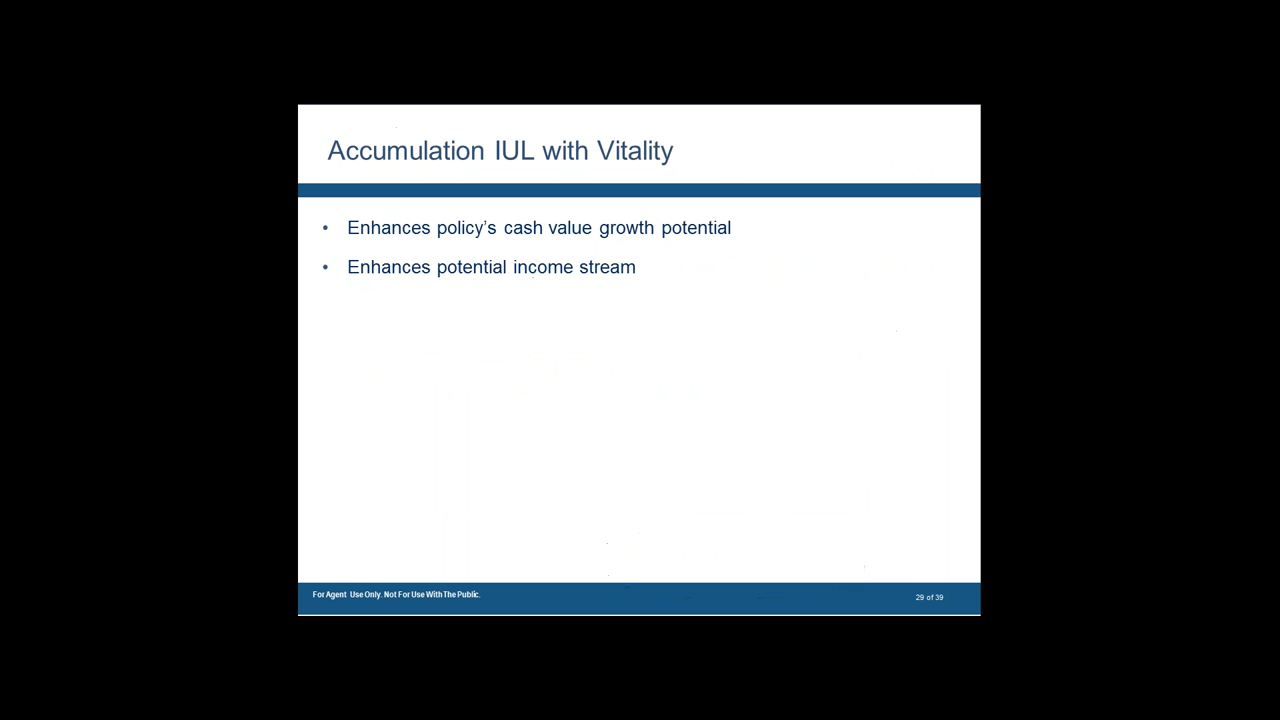 Accumulation IUL with Vitality
• Enhances policy’s cash value growth potential
• Enhances potential income stream
For Agent Use Only. Not For Use With The Public.
29 of 39